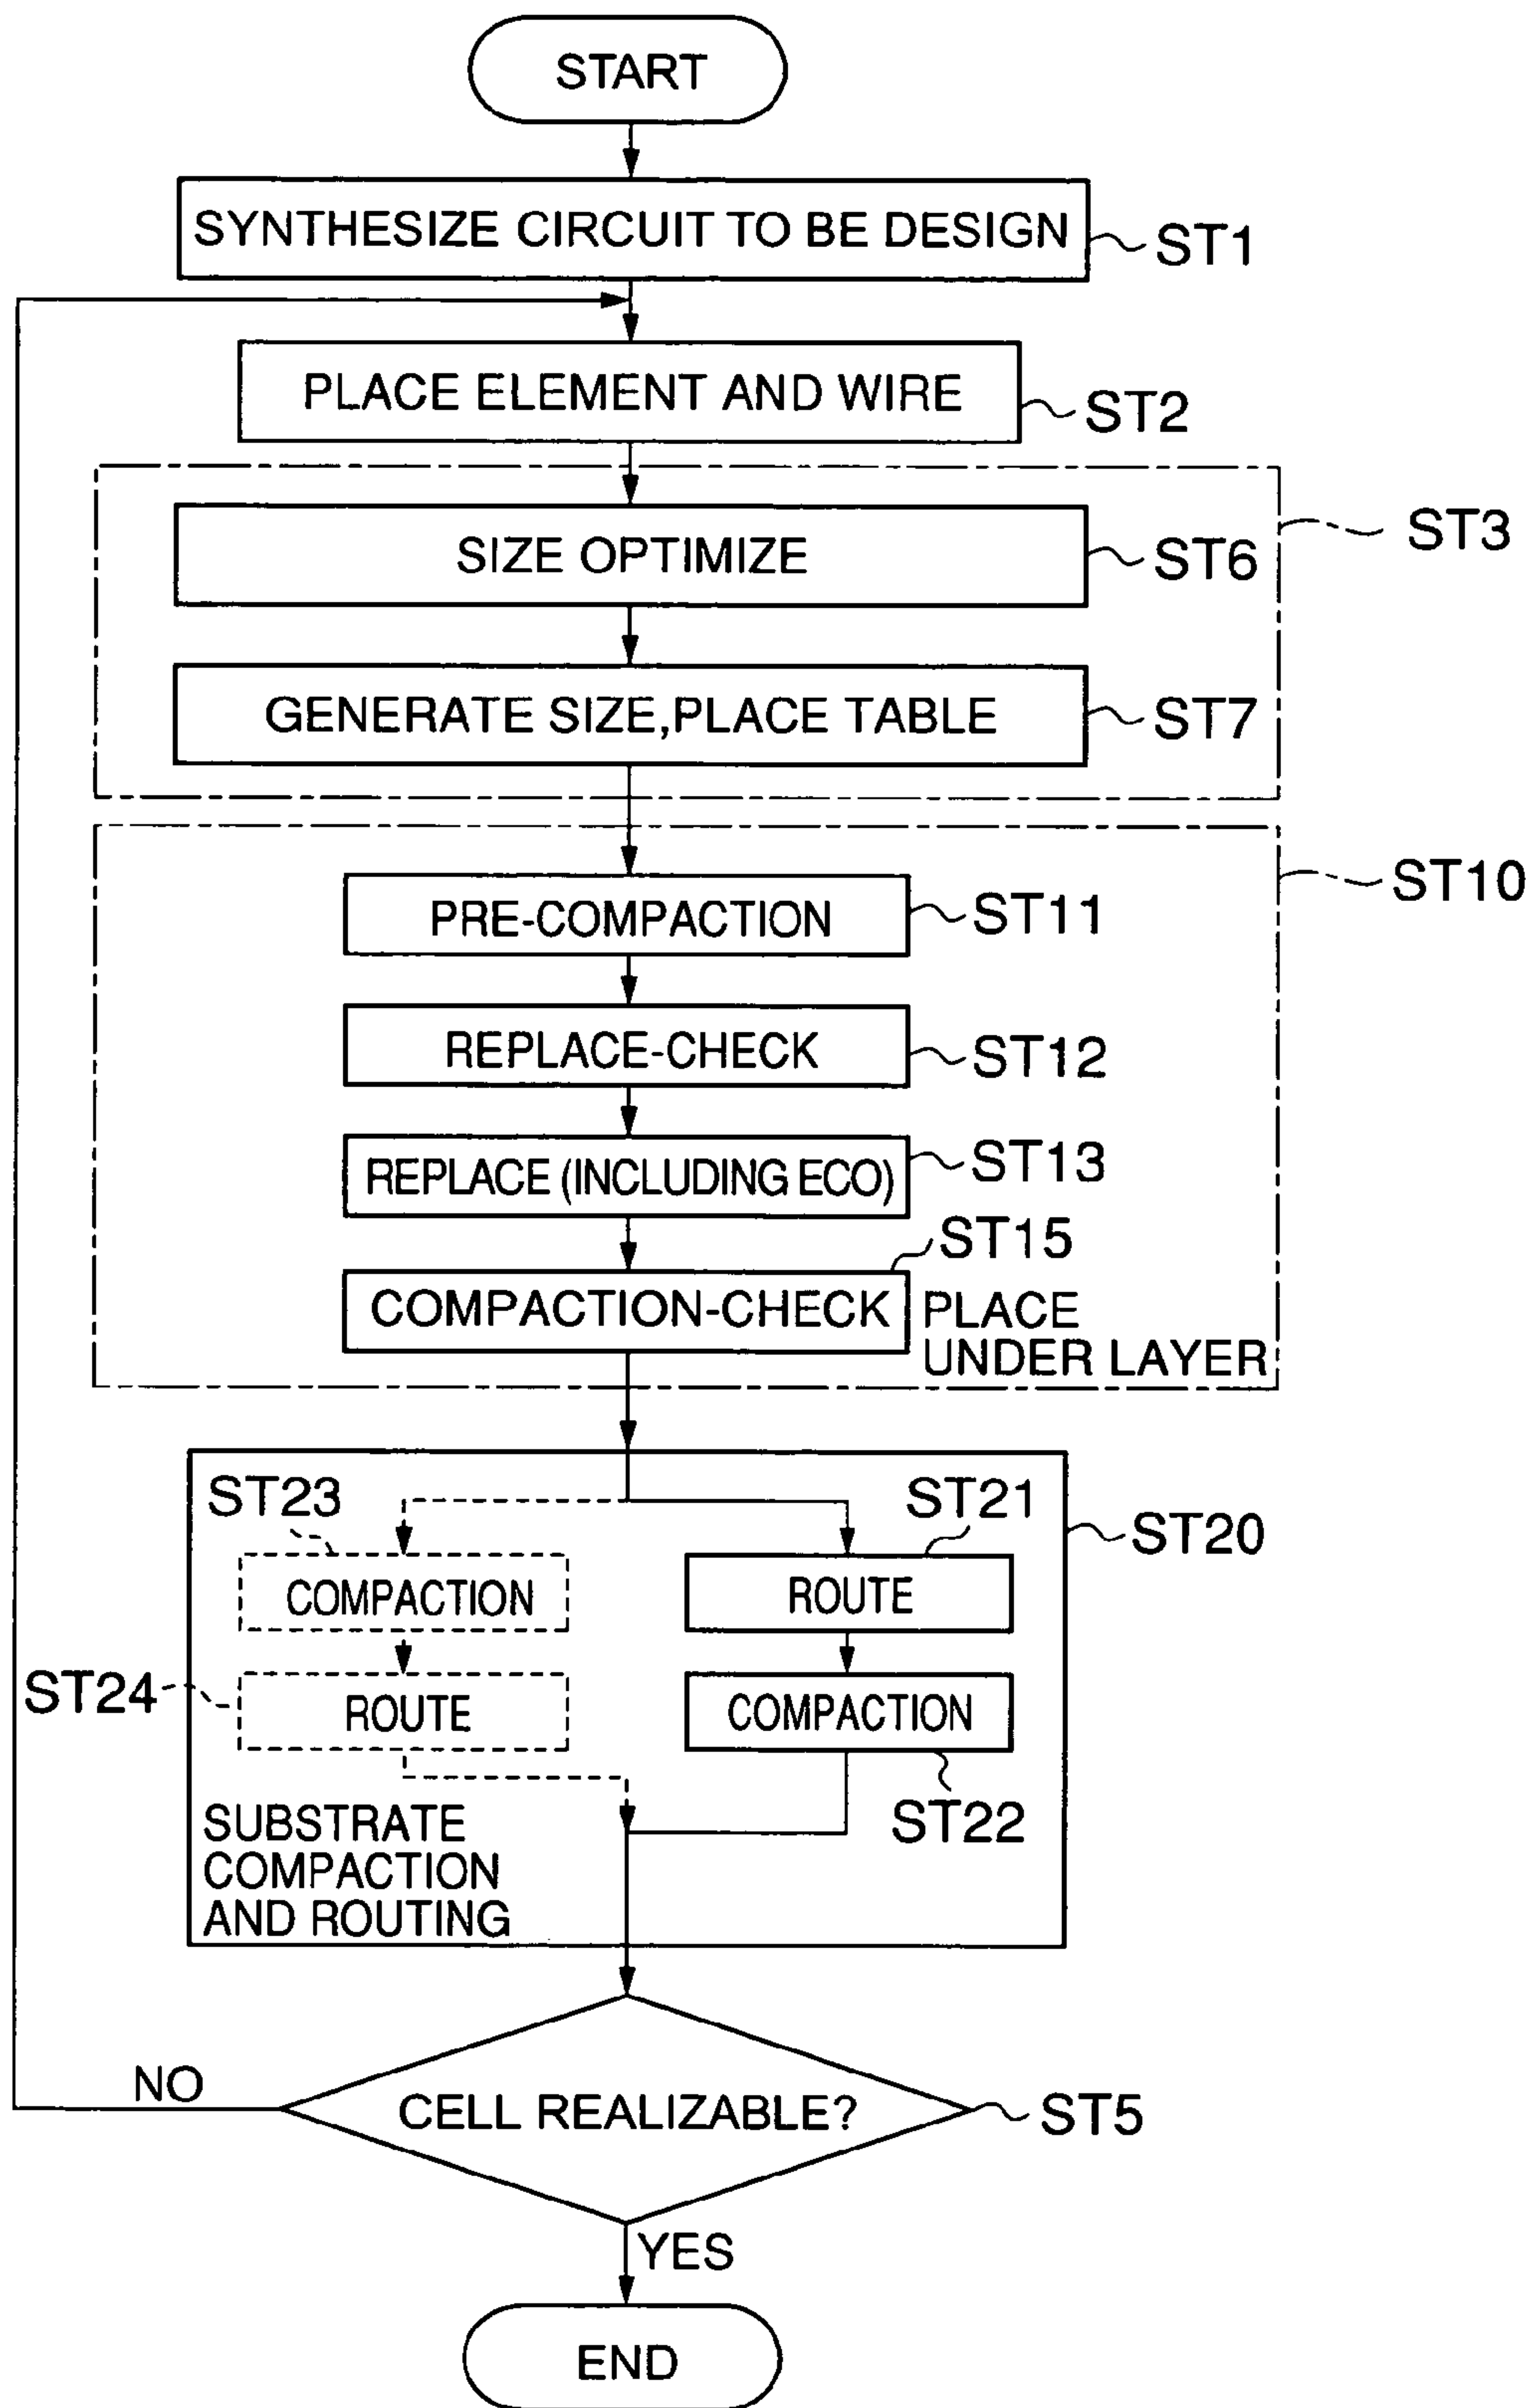 START
SYNTHESIZE CIRCUIT TO BE DESIGN
ST1
PLACE ELEMENT AND WIRE
ST2
ST3
SIZE OPTIMIZE
ST6
GENERATE SIZE,PLACE TABLE
ST7
ST10
PRE-COMPACTION
ST11
REPLACE-CHECK
ST12
REPLACE (INCLUDING ECO)
ST13
ST15
COMPACTION-CHECK
PLACE
UNDER LAYER
ST23
ST21
ST20
COMPACTION
ROUTE
ST24
ROUTE
COMPACTION
ST22
SUBSTRATE
COMPACTION
AND ROUTING
NO
CELL REALIZABLE?
ST5
YES
END